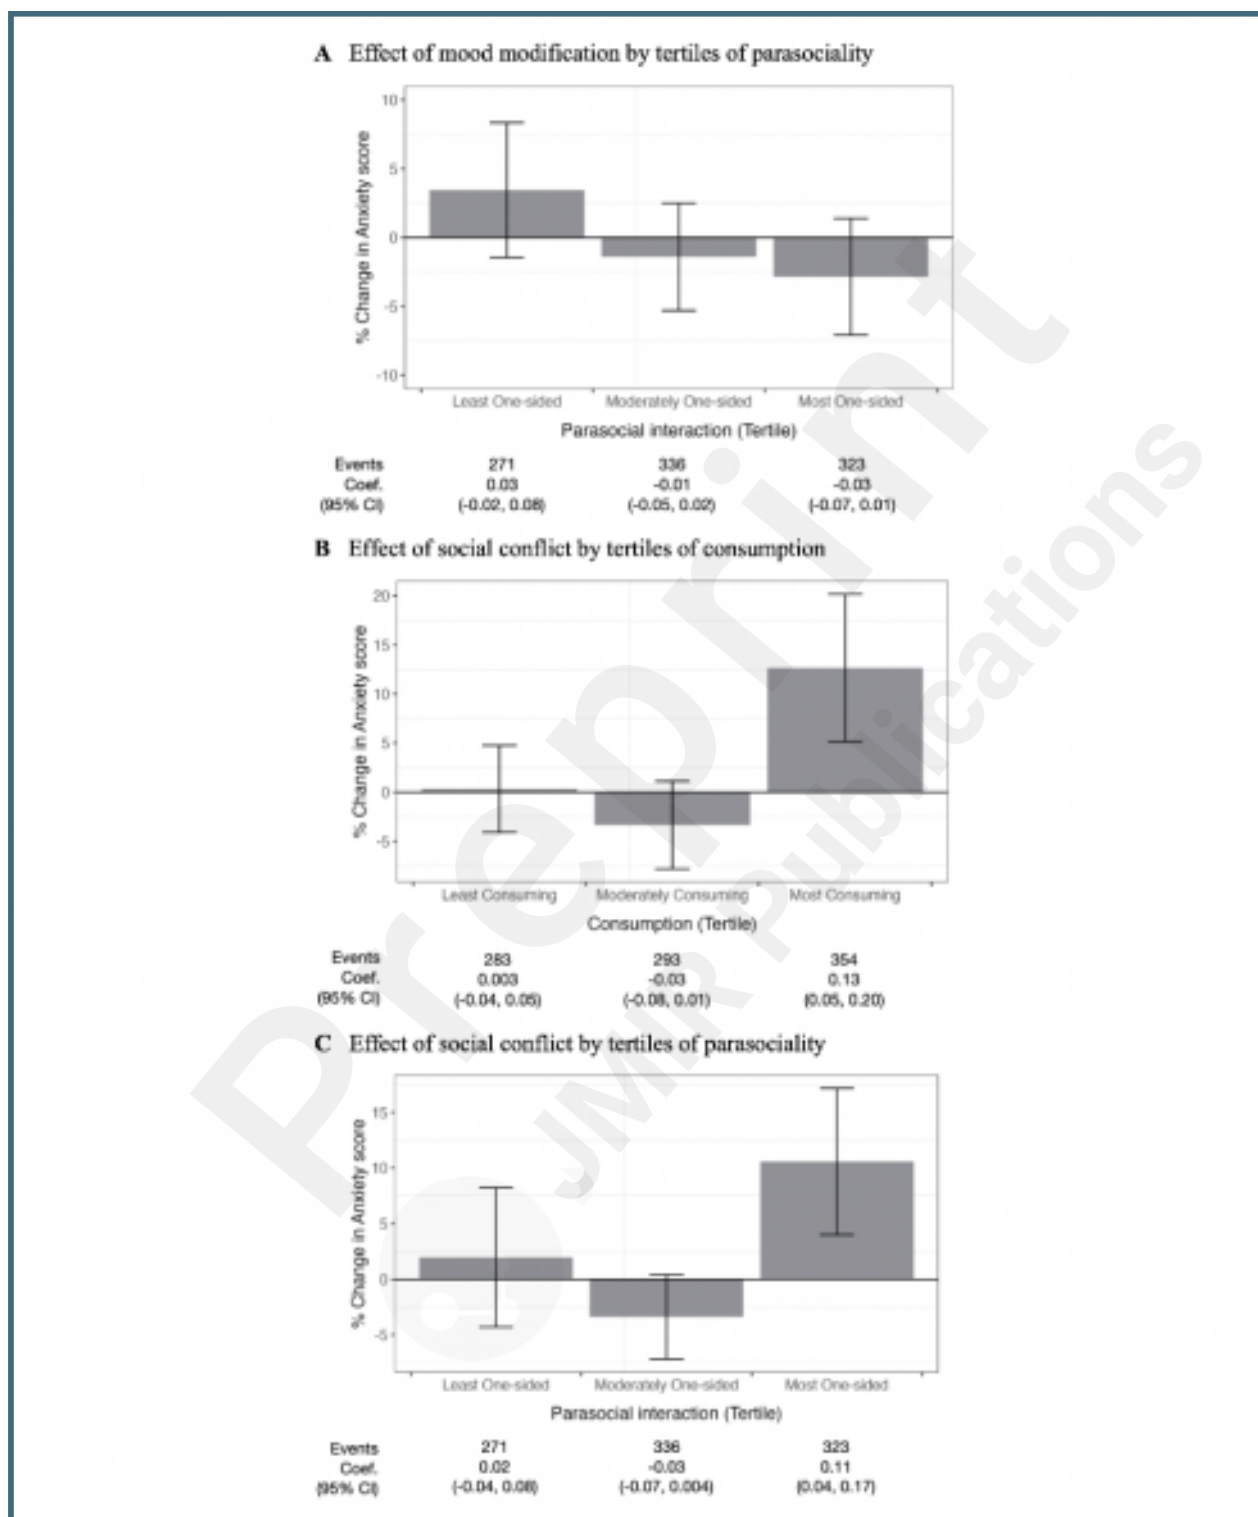 A Effect of mood modification by tertiles of parasociality
% Change in Anxiety score
10
5
0
-5
-10
Least One-sided Moderately One-sided Most One-sided
Parasocial interaction (Tertile)
Events 271 336 323
Coef. 0.03 -0.01 -0.03
(95% CI) (-0.02, 0.08) (-0.05, 0.02) (-0.07, 0.01)
B Effect of social conflict by tertiles of consumption
% Change in Anxiety score
20
15
10
5
0
-5
Least Consuming Moderately Consuming Most Consuming
Consumption (Tertile)
Events 283 293 354
Coef. 0.003 -0.03 0.13
(95% CI) (-0.04, 0.05) (-0.08, 0.01) (0.05, 0.20)
C Effect of social conflict by tertiles of parasociality
% Change in Anxiety score
15
10
5
0
-5
Least One-sided Moderately One-sided Most One-sided
Parasocial interaction (Tertile)
Events 271 336 323
Coef. 0.02 -0.03 0.11
(95% CI) (-0.04, 0.08) (-0.07, 0.004) (0.04, 0.17)
Preprint
JMIR Publications